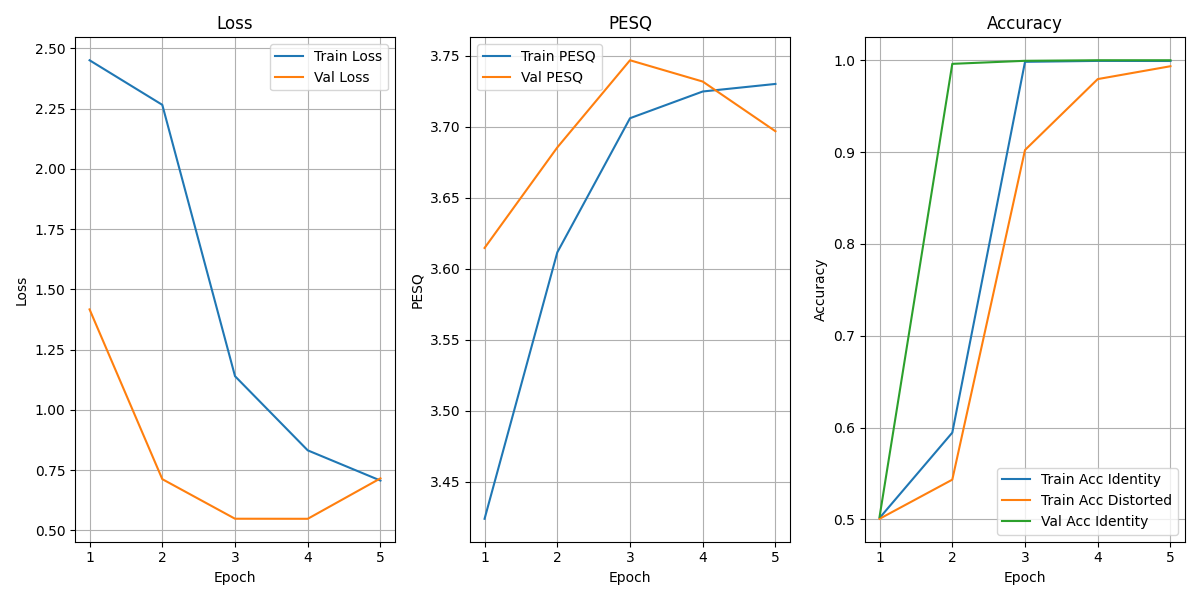 Loss
2.50
2.25
2.00
1.75
1.50
1.25
1.00
0.75
0.50
Loss
Train Loss
Val Loss
1 2 3 4 5
Epoch
PESQ
3.75
3.70
3.65
3.60
3.55
3.50
3.45
PESQ
Train PESQ
Val PESQ
1 2 3 4 5
Epoch
Accuracy
1.0
0.9
0.8
0.7
0.6
0.5
Accuracy
Train Acc Identity
Train Acc Distorted
Val Acc Identity
1 2 3 4 5
Epoch